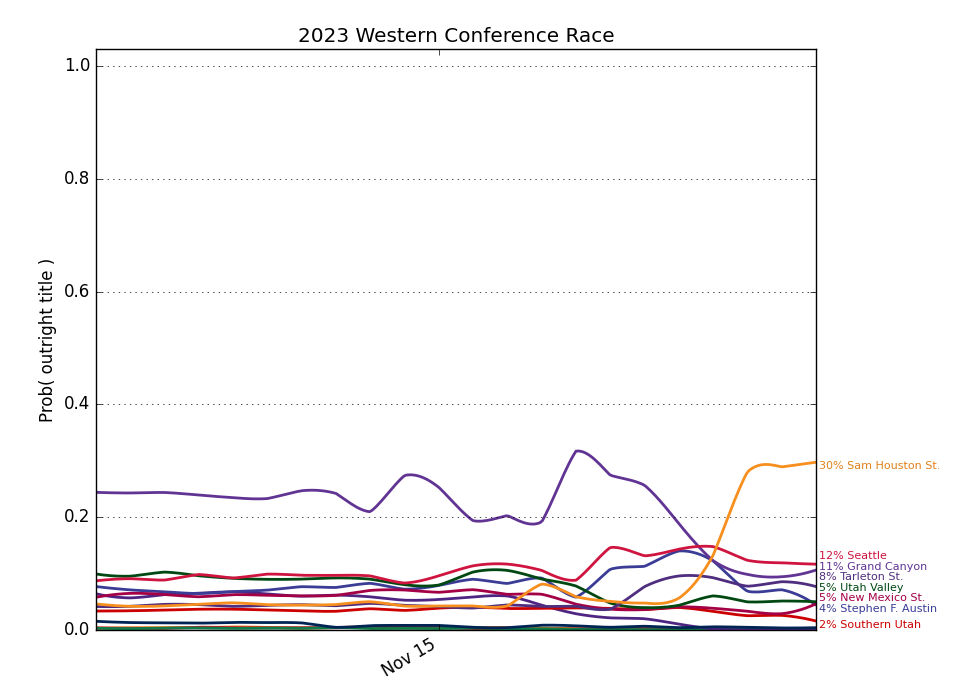 2023 Western Conference Race
Prob( outright title )
1.0
0.8
0.6
0.4
0.2
0.0
Nov 15
30% Sam Houston St.
12% Seattle
11% Grand Canyon
8% Tarleton St.
5% Utah Valley
5% New Mexico St.
4% Stephen F. Austin
2% Southern Utah